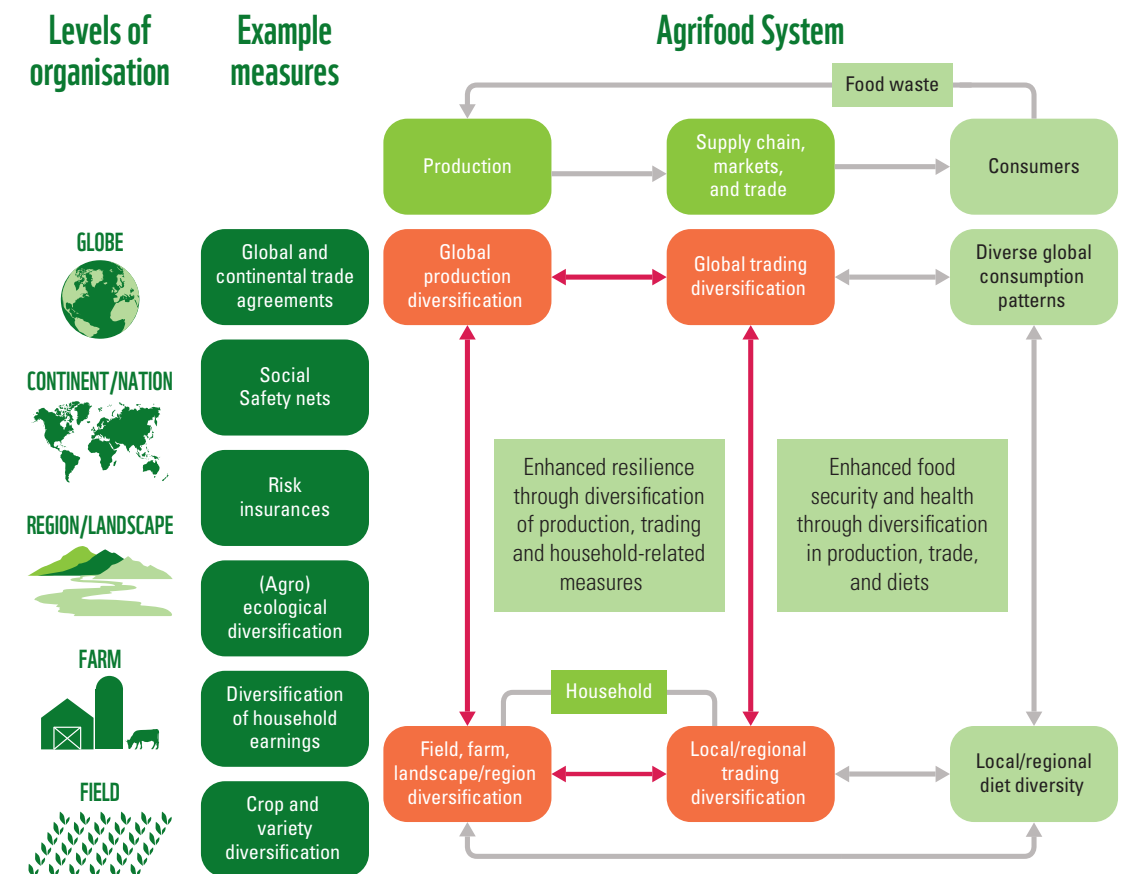 Levels of
organisation
Example
measures
Agrifood System
Food waste
Production
Supply chain,
markets,
and trade
Consumers
GLOBE
CONTINENT/NATION
REGION/LANDSCAPE
FARM
FIELD
Global and
continental trade
agreements
Social
Safety nets
Risk
insurances
(Agro)
ecological
diversification
Diversification
of household
earnings
Crop and
variety
diversification
Global
production
diversification
Global trading
diversification
Diverse global
consumption
patterns
Enhanced resilience
through diversification
of production, trading
and household-related
measures
Enhanced food
security and health
through diversification
in production, trade,
and diets
Household
Field, farm,
landscape/region
diversification
Local/regional
trading
diversification
Local/regional
diet diversity